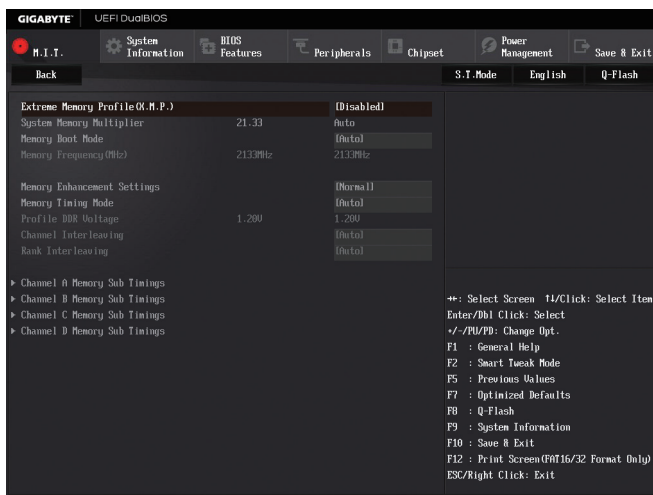 GIGABYTE™ UEFI DualBIOS
M.I.T. System Information BIOS Features Peripherals Chipset Power Management Save & Exit
Back S.T.Mode English Q-Flash
Extreme Memory Profile(X.M.P.) [Disabled]
System Memory Multiplier 21.33 Auto
Memory Boot Mode [Auto]
Memory Frequency(MHz) 2133MHz 2133MHz
Memory Enhancement Settings [Normal]
Memory Timing Mode [Auto]
Profile DDR Voltage 1.20V 1.20V
Channel Interleaving [Auto]
Rank Interleaving [Auto]
Channel A Memory Sub Timings
Channel B Memory Sub Timings
Channel C Memory Sub Timings
Channel D Memory Sub Timings
→←: Select Screen ↑↓/Click: Select Item
Enter/Dbl Click: Select
+/-/PU/PD: Change Opt.
F1 : General Help
F2 : Smart Tweak Mode
F5 : Previous Values
F7 : Optimized Defaults
F8 : Q-Flash
F9 : System Information
F10 : Save & Exit
F12 : Print Screen(FAT16/32 Format Only)
ESC/Right Click: Exit